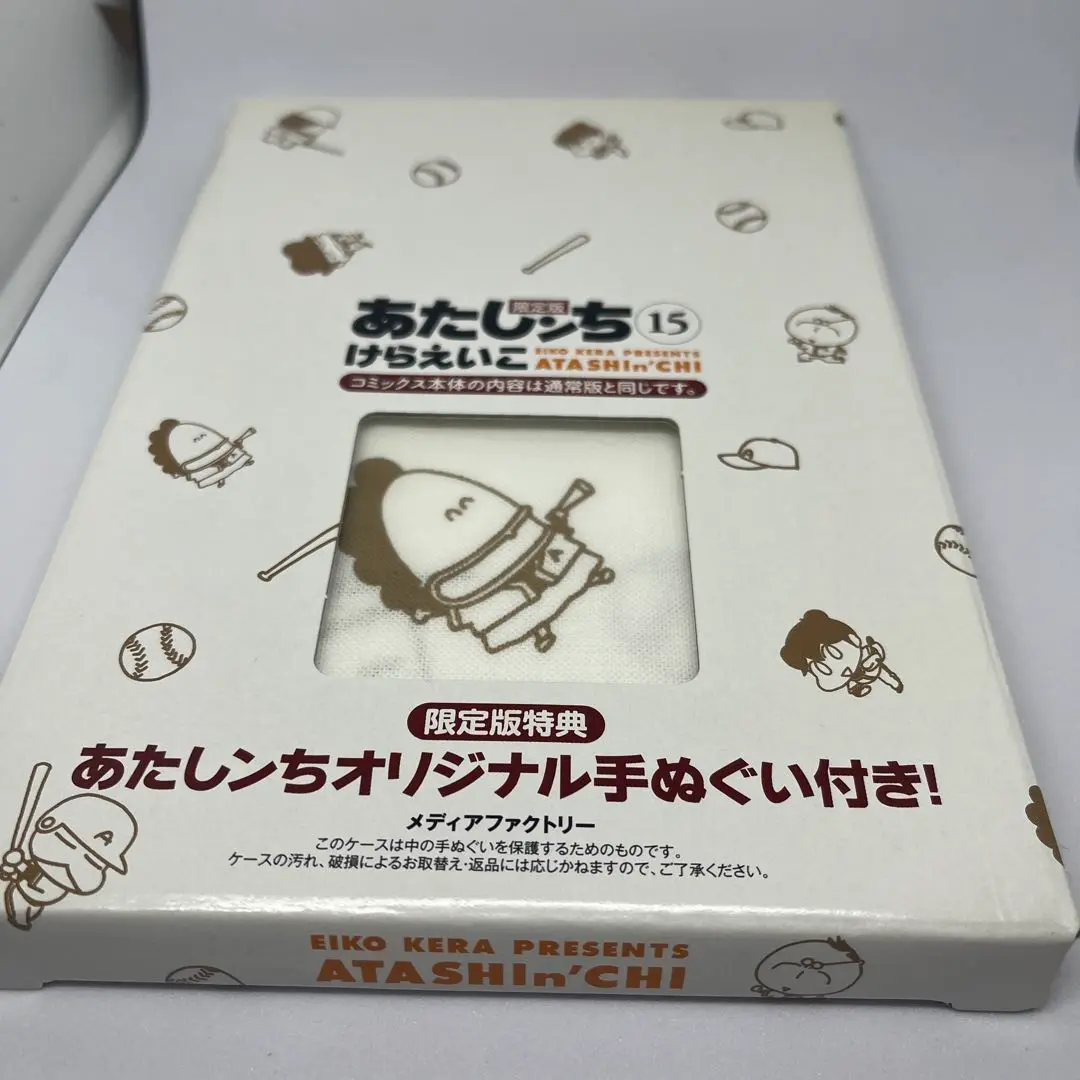 限定版
あたしンち 15
けらえいこ EIKO KERA PRESENTS ATASHIn'CHI
コミックス本体の内容は通常版と同じです。
限定版特典
あたしンちオリジナル手ぬぐい付き!
メディアファクトリー
このケースは中の手ぬぐいを保護するためのものです。
ケースの汚れ、破損によるお取替え・返品には応じかねますので、ご了承ください。
EIKO KERA PRESENTS
ATASHIn'CHI